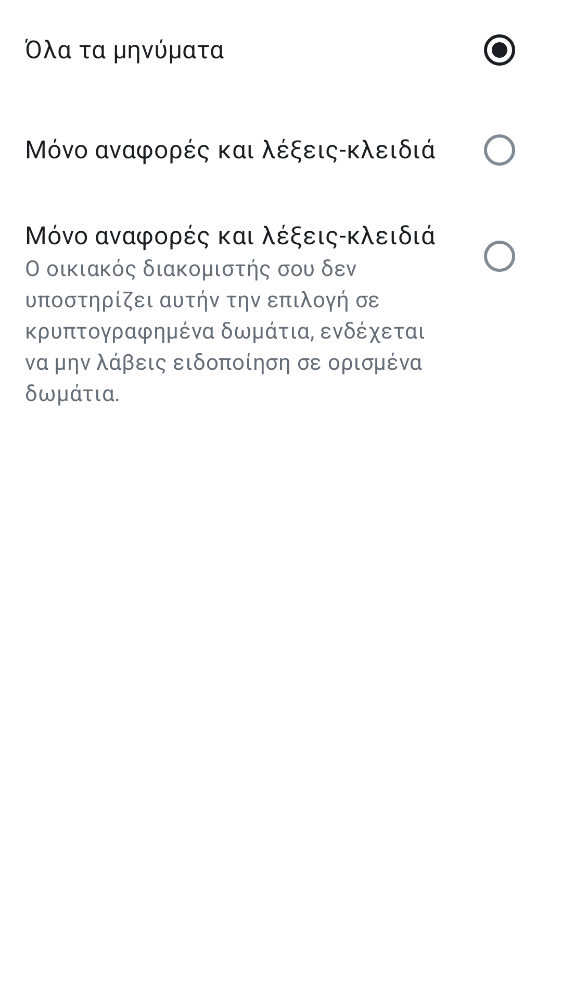 Όλα τα μηνύματα
Μόνο αναφορές και λέξεις-κλειδιά
Μόνο αναφορές και λέξεις-κλειδιά
Ο οικιακός διακομιστής σου δεν
υποστηρίζει αυτήν την επιλογή σε
κρυπτογραφημένα δωμάτια, ενδέχεται
να μην λάβεις ειδοποίηση σε ορισμένα
δωμάτια.